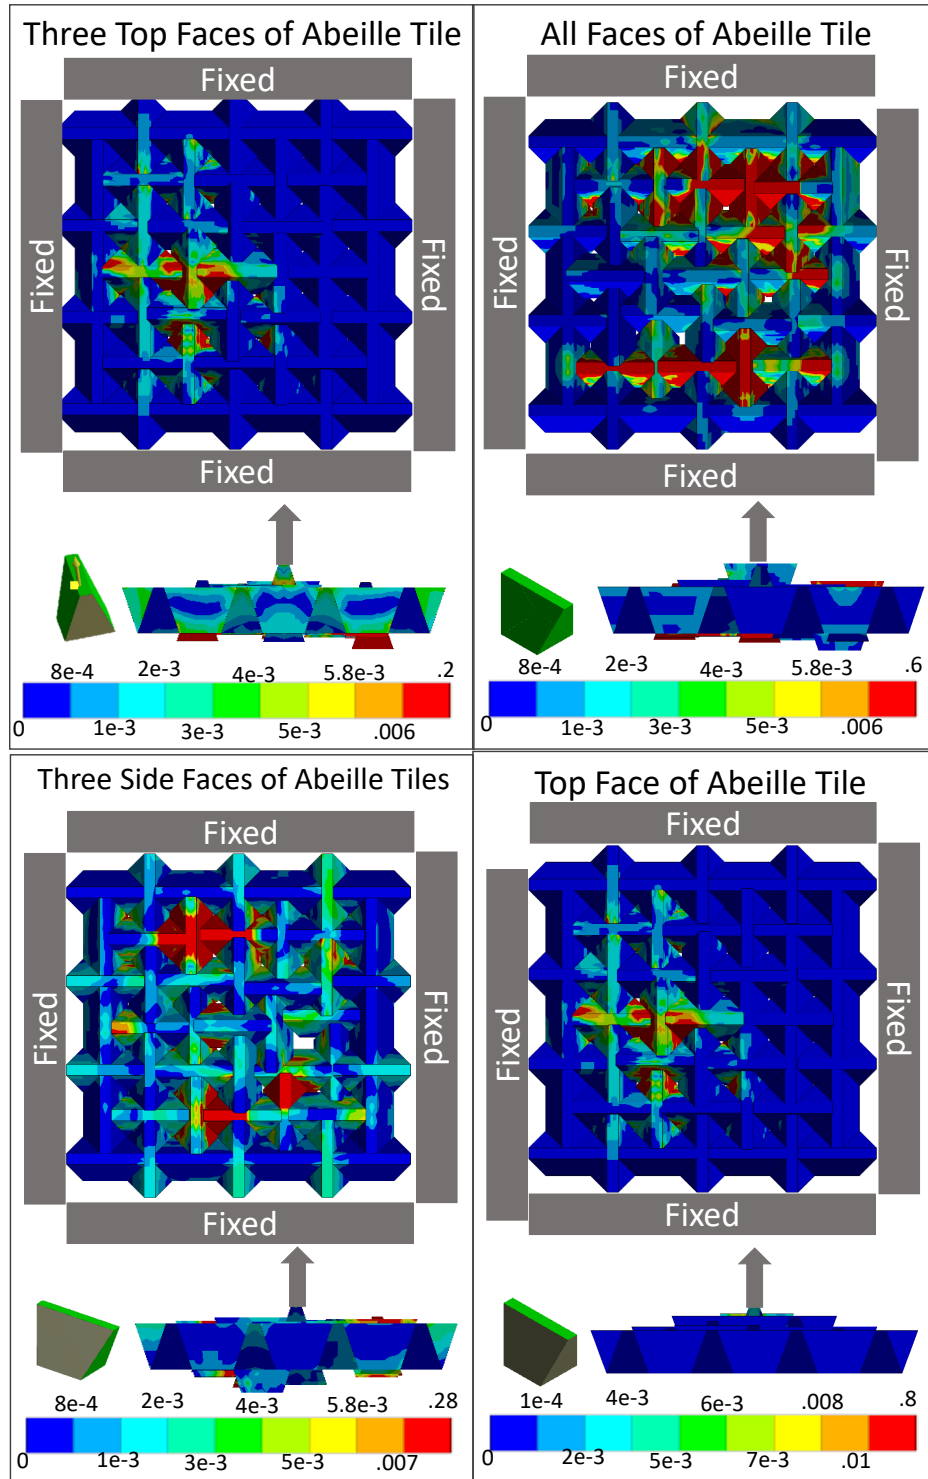 Three Top Faces of Abeille Tile
Fixed
Fixed
Fixed
Fixed
8e-4 2e-3 4e-3 5.8e-3 .2
0 1e-3 3e-3 5e-3 .006
All Faces of Abeille Tile
Fixed
Fixed
Fixed
Fixed
8e-4 2e-3 4e-3 5.8e-3 .6
0 1e-3 3e-3 5e-3 .006
Three Side Faces of Abeille Tiles
Fixed
Fixed
Fixed
Fixed
8e-4 2e-3 4e-3 5.8e-3 .28
0 1e-3 3e-3 5e-3 .007
Top Face of Abeille Tile
Fixed
Fixed
Fixed
Fixed
1e-4 4e-3 6e-3 .008 .8
0 2e-3 5e-3 7e-3 .01